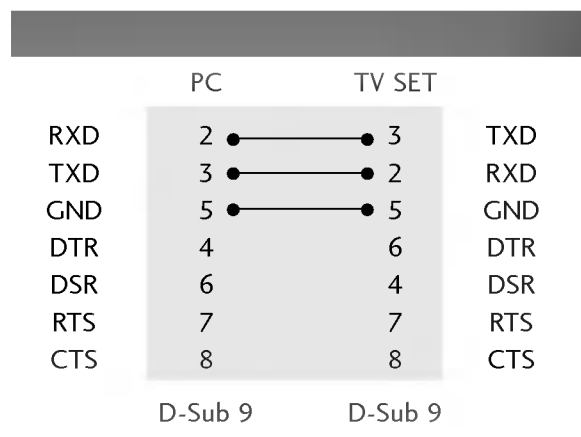 PC TV SET
RXD 2 3 TXD
TXD 3 2 RXD
GND 5 5 GND
DTR 4 6 DTR
DSR 6 4 DSR
RTS 7 7 RTS
CTS 8 8 CTS
D-Sub 9 D-Sub 9